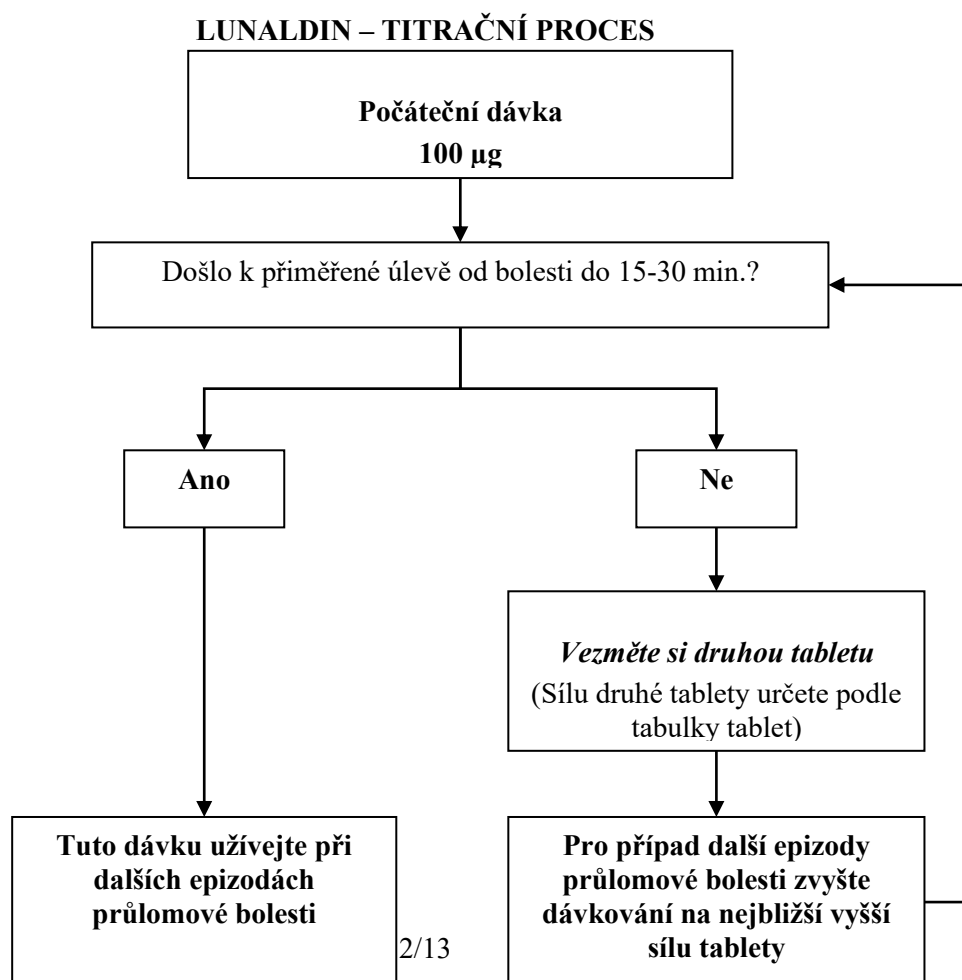 LUNALDIN – TITRAČNÍ PROCES
Počáteční dávka
100 µg
Došlo k přiměřené úlevě od bolesti do 15-30 min.?
Ano
Ne
Vezměte si druhou tabletu
(Sílu druhé tablety určete podle
tabulky tablet)
Tuto dávku užívejte při
dalších epizodách
průlomové bolesti
Pro případ další epizody
průlomové bolesti zvyšte
dávkování na nejbližší vyšší
sílu tablety
2/13